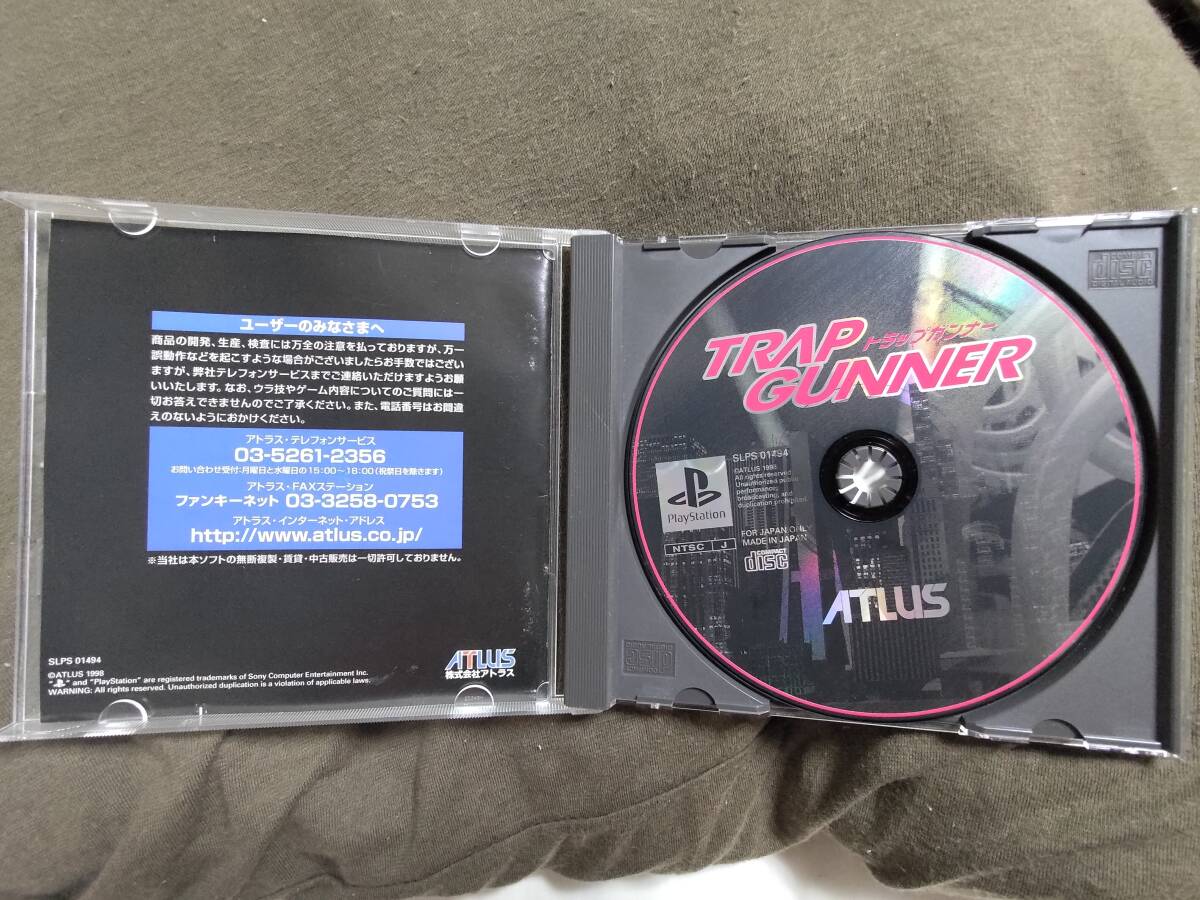 ユーザーのみなさまへ
商品の開発、生産、検査には万全の注意を払っておりますが、万一
誤動作などを起こすような場合がございましたらお手数ではござい
ますが、弊社テレフォンサービスまでご連絡いただけますようお願
いいたします。なお、ウラ技やゲーム内容についてのご質問には一
切お答えできませんのでご了承ください。また、電話番号はお間違
えのないようにおかけください。
アトラス・テレフォンサービス
03-5261-2356
お問い合わせ受付:月曜日と水曜日の15:00〜18:00(祝祭日を除きます)
アトラス・FAXステーション
ファンキーネット 03-3258-0753
アトラス・インターネット・アドレス
http://www.atlus.co.jp/
※当社は本ソフトの無断複製・賃貸・中古販売は一切許可しておりません。
SLPS 01494
©ATLUS 1998
"PS" and "PlayStation" are registered trademarks of Sony Computer Entertainment Inc.
WARNING: All rights reserved. Unauthorized duplication is a violation of applicable laws.
ATLUS
株式会社アトラス
TRAP
トラップガンナー
GUNNER
SLPS 01494
©ATLUS 1998
All rights reserved.
Unauthorized public
performance,
broadcasting, and
duplication prohibited.
PlayStation
NTSC J
FOR JAPAN ONLY
MADE IN JAPAN
COMPACT
disc
ATLUS
COMPACT
disc
DIGITAL AUDIO
disc